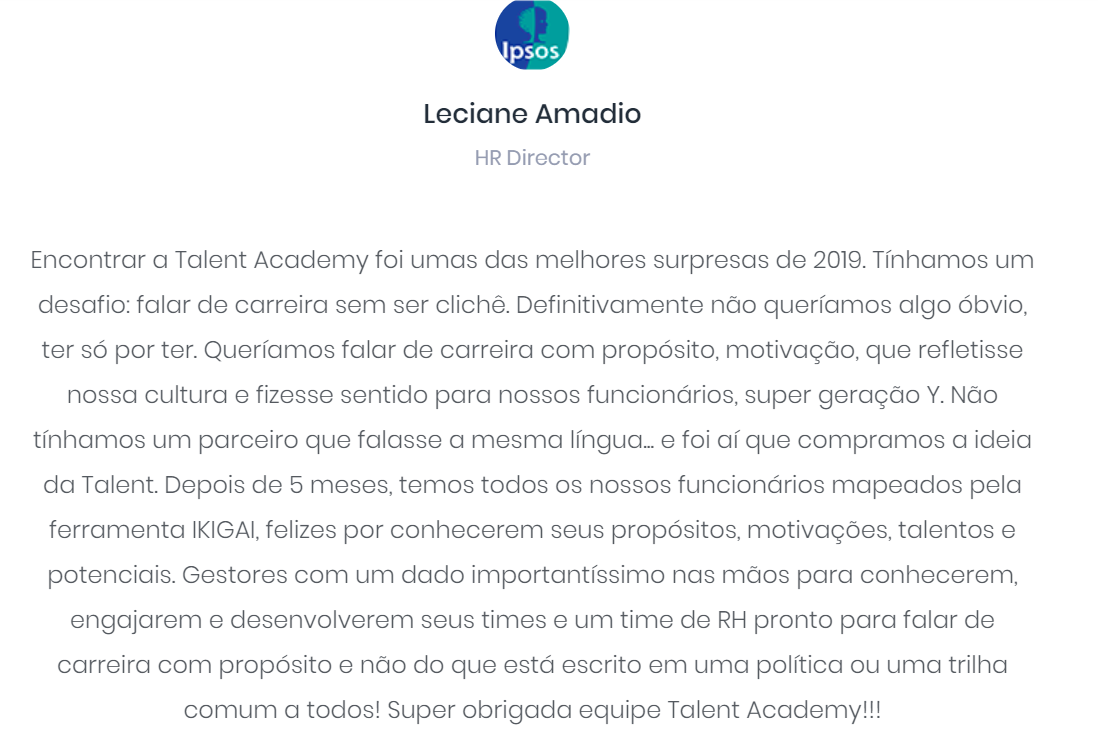 Ipsos
Leciane Amadio
HR Director
Encontrar a Talent Academy foi umas das melhores surpresas de 2019. Tínhamos um
desafio: falar de carreira sem ser clichê. Definitivamente não queríamos algo óbvio,
ter só por ter. Queríamos falar de carreira com propósito, motivação, que refletisse
nossa cultura e fizesse sentido para nossos funcionários, super geração Y. Não
tínhamos um parceiro que falasse a mesma língua... e foi aí que compramos a ideia
da Talent. Depois de 5 meses, temos todos os nossos funcionários mapeados pela
ferramenta IKIGAI, felizes por conhecerem seus propósitos, motivações, talentos e
potenciais. Gestores com um dado importantíssimo nas mãos para conhecerem,
engajarem e desenvolverem seus times e um time de RH pronto para falar de
carreira com propósito e não do que está escrito em uma política ou uma trilha
comum a todos! Super obrigada equipe Talent Academy!!!